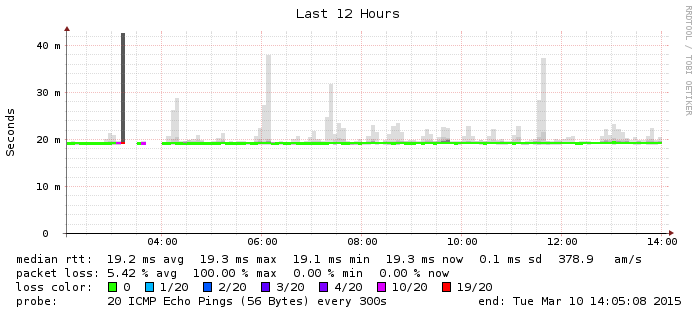 Last 12 Hours
RRDTOOL / TOBI OETIKER
Seconds
40 m
30 m
20 m
10 m
0
04:00 06:00 08:00 10:00 12:00 14:00
median rtt: 19.2 ms avg 19.3 ms max 19.1 ms min 19.3 ms now 0.1 ms sd 378.9 am/s
packet loss: 5.42 % avg 100.00 % max 0.00 % min 0.00 % now
loss color: 0 1/20 2/20 3/20 4/20 10/20 19/20
probe: 20 ICMP Echo Pings (56 Bytes) every 300s end: Tue Mar 10 14:05:08 2015